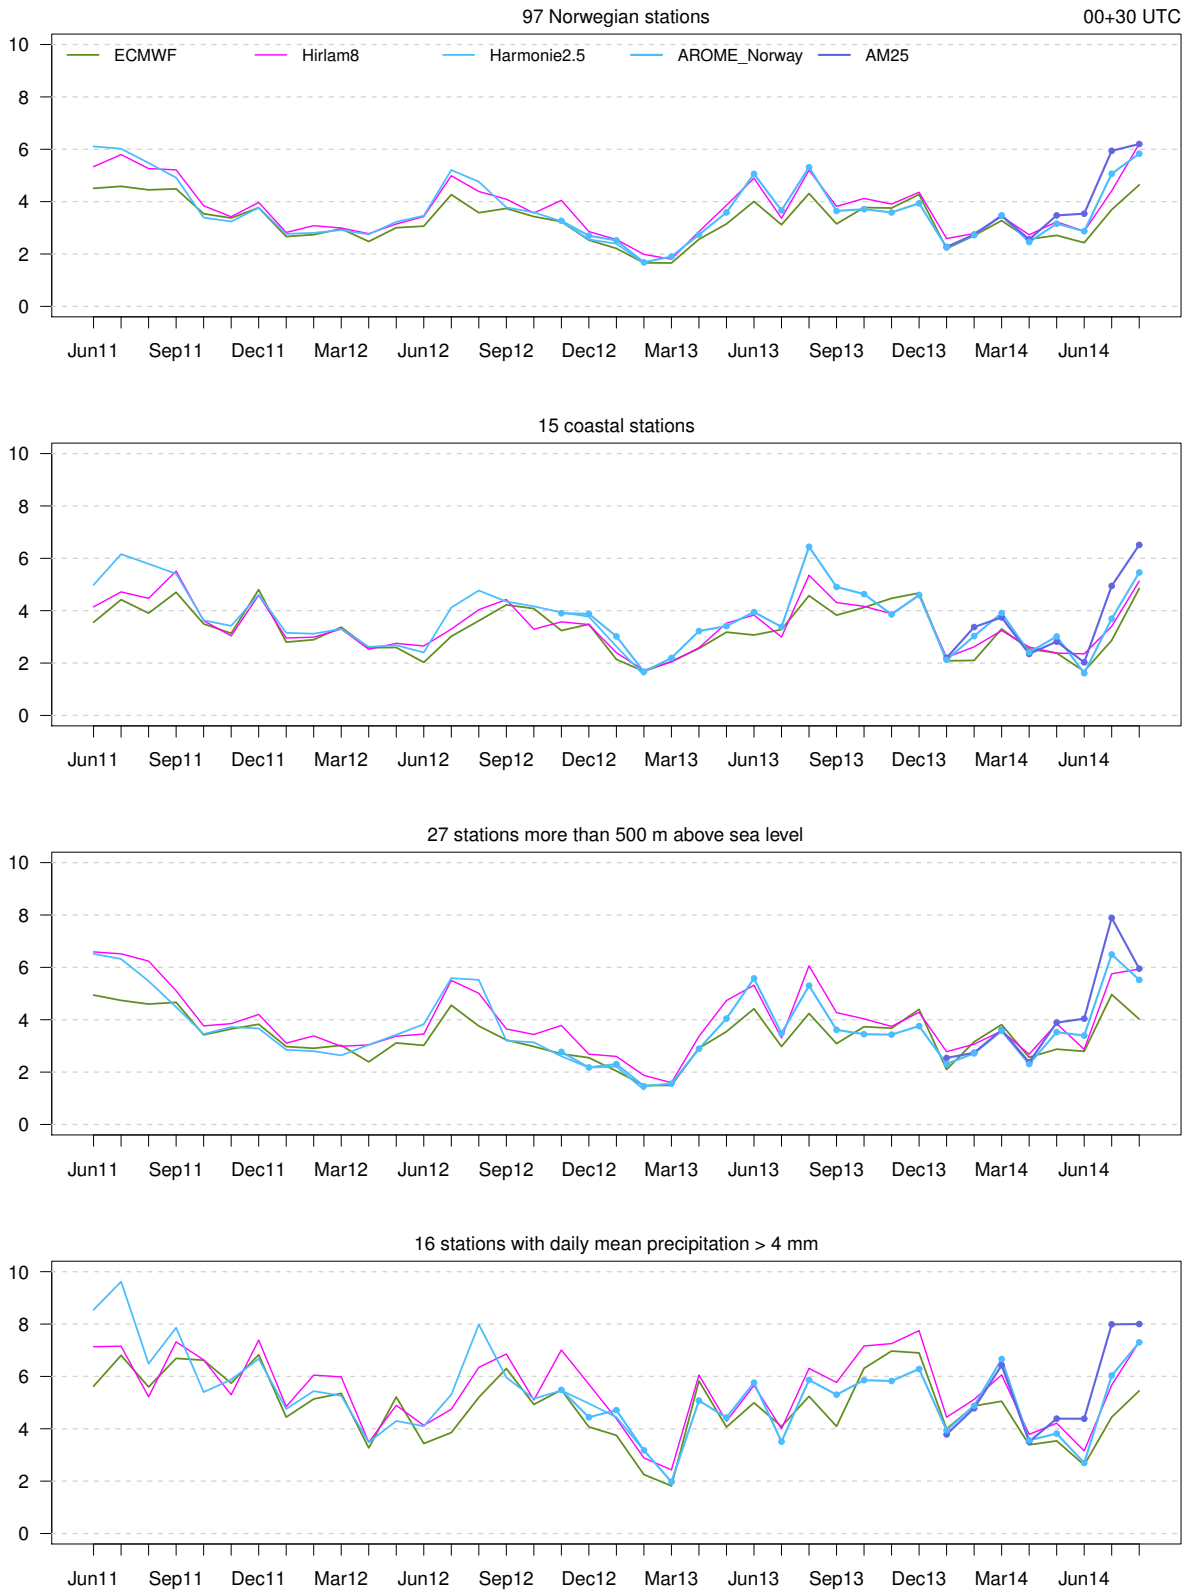 97 Norwegian stations 00+30 UTC
10 ECMWF Hirlam8 Harmonie2.5 AROME_Norway AM25
8
6
4
2
0
Jun11 Sep11 Dec11 Mar12 Jun12 Sep12 Dec12 Mar13 Jun13 Sep13 Dec13 Mar14 Jun14
15 coastal stations
10
8
6
4
2
0
Jun11 Sep11 Dec11 Mar12 Jun12 Sep12 Dec12 Mar13 Jun13 Sep13 Dec13 Mar14 Jun14
27 stations more than 500 m above sea level
10
8
6
4
2
0
Jun11 Sep11 Dec11 Mar12 Jun12 Sep12 Dec12 Mar13 Jun13 Sep13 Dec13 Mar14 Jun14
16 stations with daily mean precipitation > 4 mm
10
8
6
4
2
0
Jun11 Sep11 Dec11 Mar12 Jun12 Sep12 Dec12 Mar13 Jun13 Sep13 Dec13 Mar14 Jun14